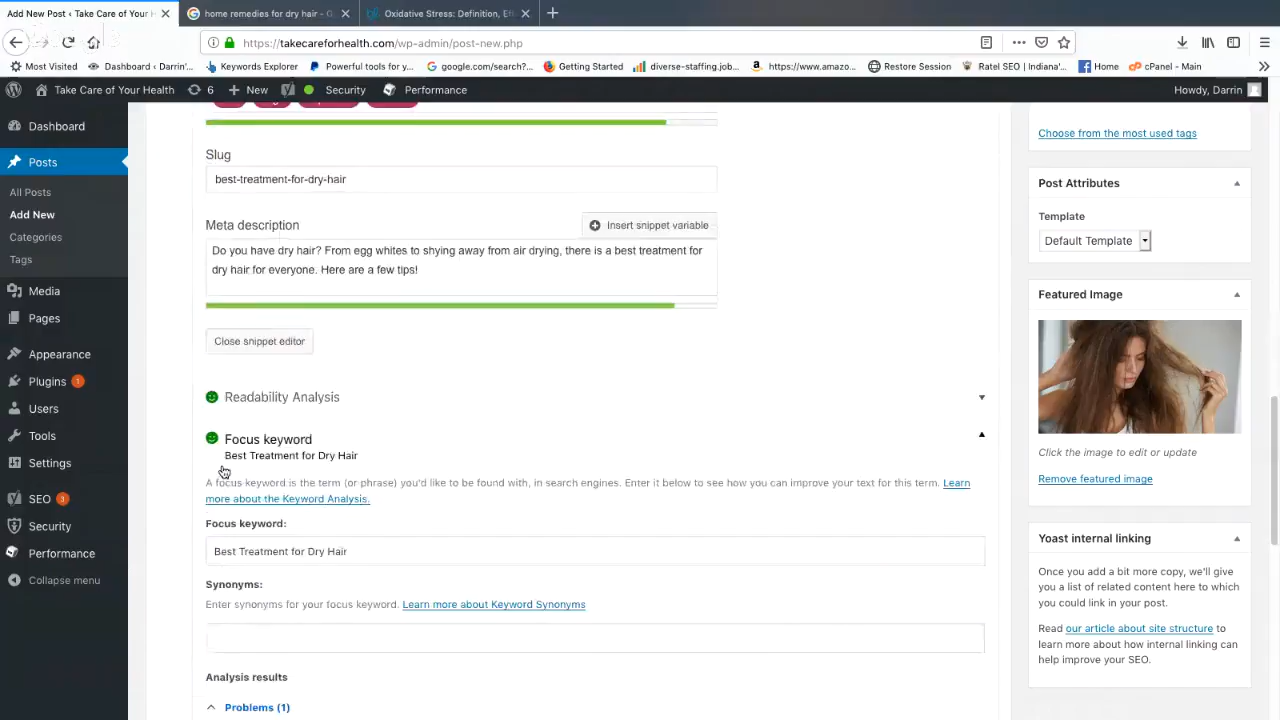 Add New Post ‹ Take Care of Your H
home remedies for dry hair - G
Oxidative Stress: Definition, Effe
https://takecareforhealth.com/wp-admin/post-new.php
Most Visited
Dashboard ‹ Darrin'...
Keywords Explorer
Powerful tools for y...
google.com/search?...
Getting Started
diverse-staffing.job...
https://www.amazo...
Restore Session
Ratel SEO | Indiana'...
Home
cPanel - Main
Take Care of Your Health
6
New
Security
Performance
Howdy, Darrin
Dashboard
Posts
All Posts
Add New
Categories
Tags
Media
Pages
Appearance
Plugins 1
Users
Tools
Settings
SEO 3
Security
Performance
Collapse menu
Slug
best-treatment-for-dry-hair
Meta description
Insert snippet variable
Do you have dry hair? From egg whites to shying away from air drying, there is a best treatment for
dry hair for everyone. Here are a few tips!
Close snippet editor
Readability Analysis
Focus keyword
Best Treatment for Dry Hair
A focus keyword is the term (or phrase) you'd like to be found with, in search engines. Enter it below to see how you can improve your text for this term. Learn
more about the Keyword Analysis.
Focus keyword:
Best Treatment for Dry Hair
Synonyms:
Enter synonyms for your focus keyword. Learn more about Keyword Synonyms
Analysis results
Problems (1)
Choose from the most used tags
Post Attributes
Template
Default Template
Featured Image
Click the image to edit or update
Remove featured image
Yoast internal linking
Once you add a bit more copy, we'll give
you a list of related content here to which
you could link in your post.
Read our article about site structure to
learn more about how internal linking can
help improve your SEO.